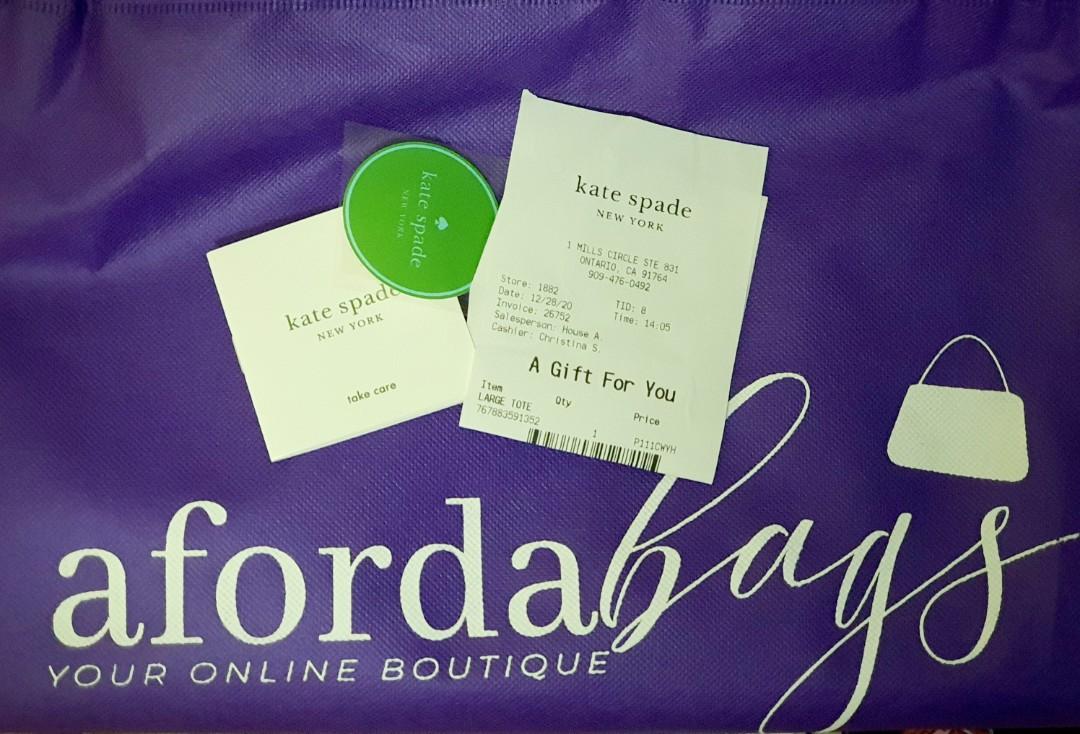 kate spade
NEW YORK
kate spade
NEW YORK
take care
kate spade
NEW YORK
1 MILLS CIRCLE STE 831
ONTARIO, CA 91764
909-476-0492
Store: 1882 TID: 8
Date: 12/28/20 Time: 14:05
Invoice: 26752
Salesperson: House A.
Cashier: Christina S.
A Gift For You
Item Qty Price
LARGE TOTE
767883591352 1 P111CWYH
afordabags
YOUR ONLINE BOUTIQUE